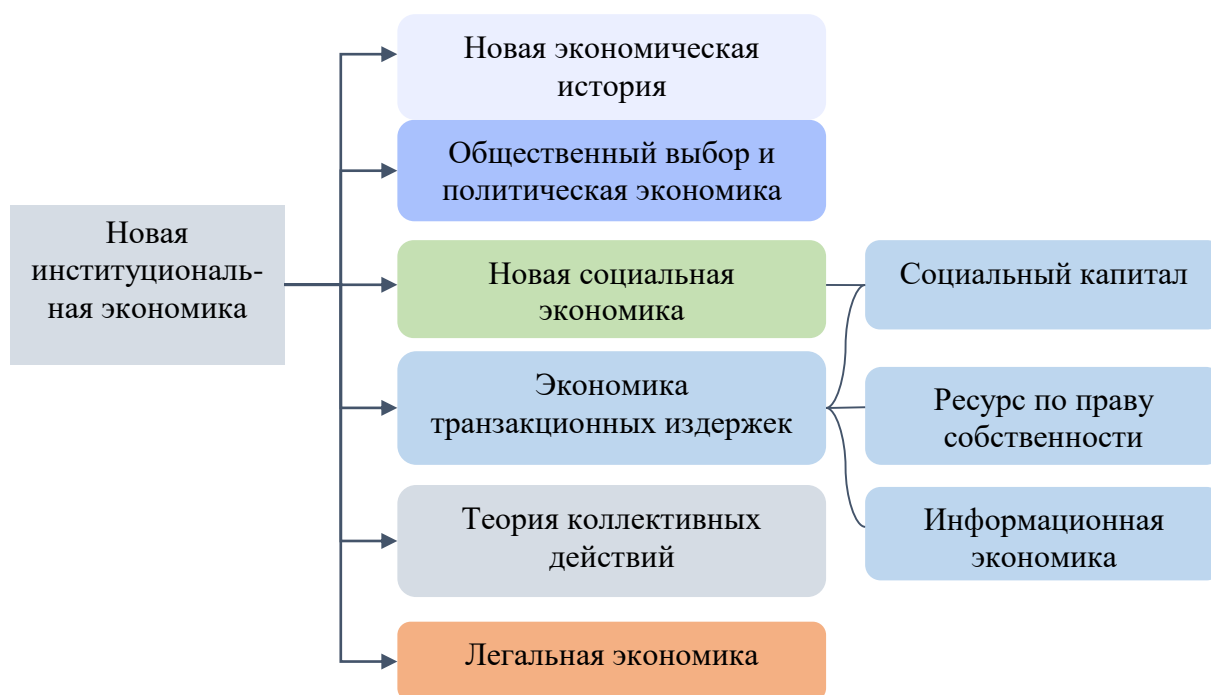 Новая экономическая
история
Общественный выбор и
политическая экономика
Новая
институциональ-
ная экономика
Новая социальная
экономика
Социальный капитал
Экономика
транзакционных издержек
Ресурс по праву
собственности
Теория коллективных
действий
Информационная
экономика
Легальная экономика